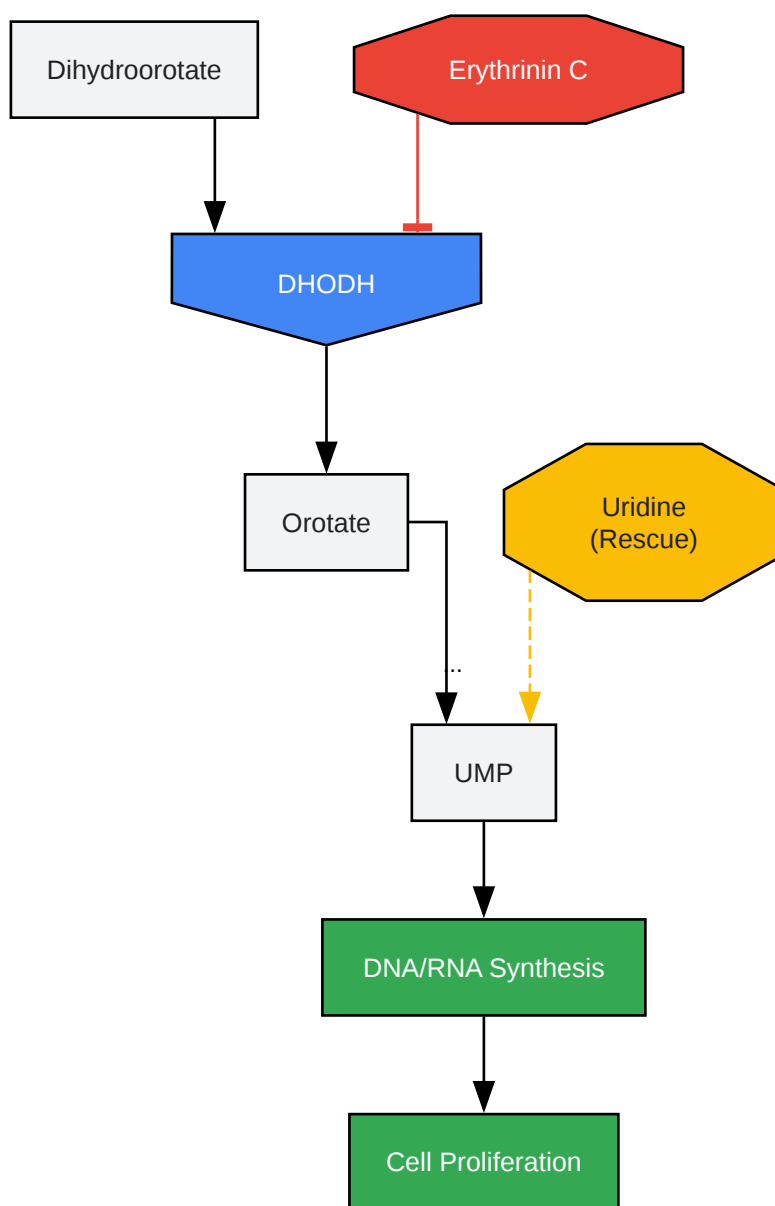 Dihydroorotate
Erythrinin C
DHODH
Orotate
Uridine
(Rescue)
...
UMP
DNA/RNA Synthesis
Cell Proliferation